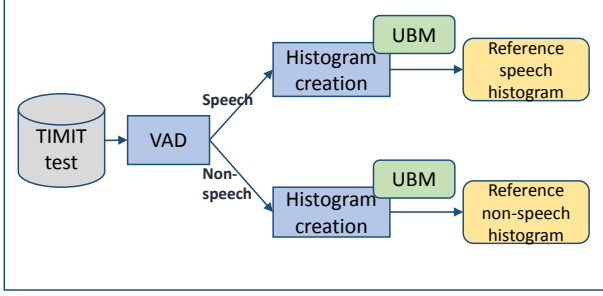 TIMIT
test
VAD
Speech
Non-
speech
Histogram
creation
UBM
Reference
speech
histogram
Histogram
creation
UBM
Reference
non-speech
histogram